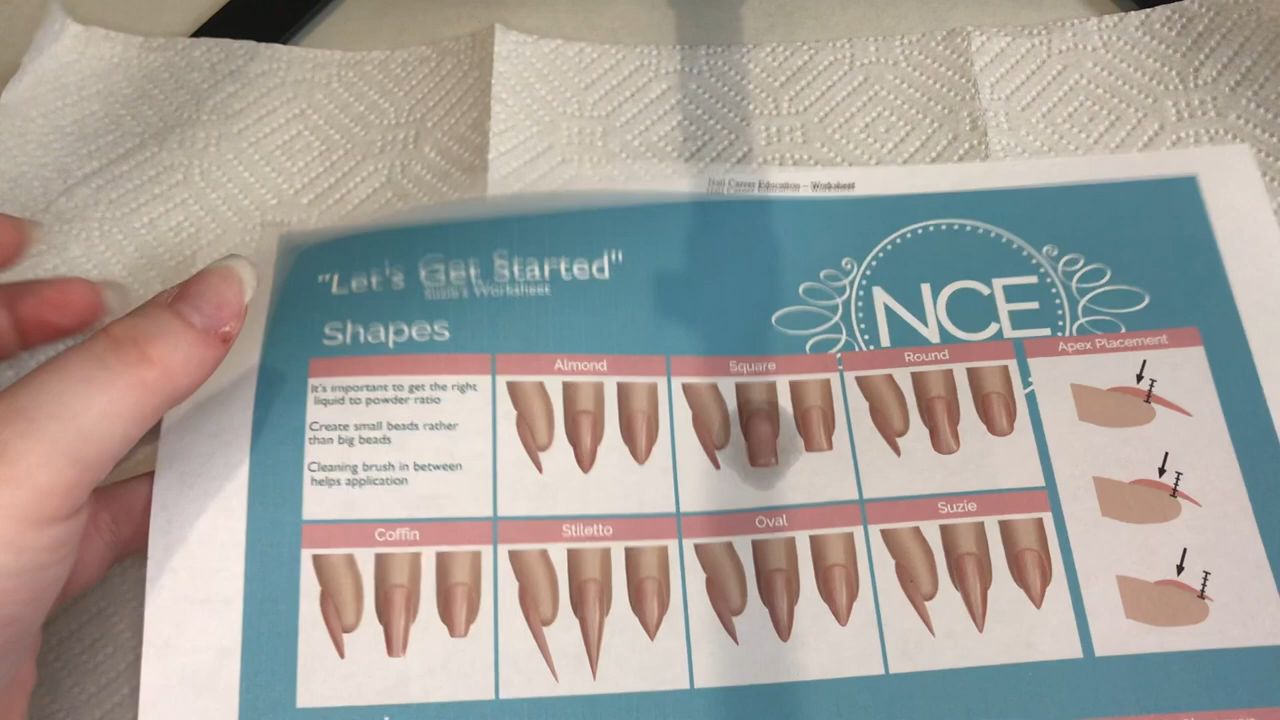 Nail Career Education – Worksheet
"Let's Get Started"
Suzie's Worksheet
NCE
Shapes
It's important to get the right
liquid to powder ratio
Create small beads rather
than big beads
Cleaning brush in between
helps application
Almond
Square
Round
Apex Placement
Coffin
Stiletto
Oval
Suzie